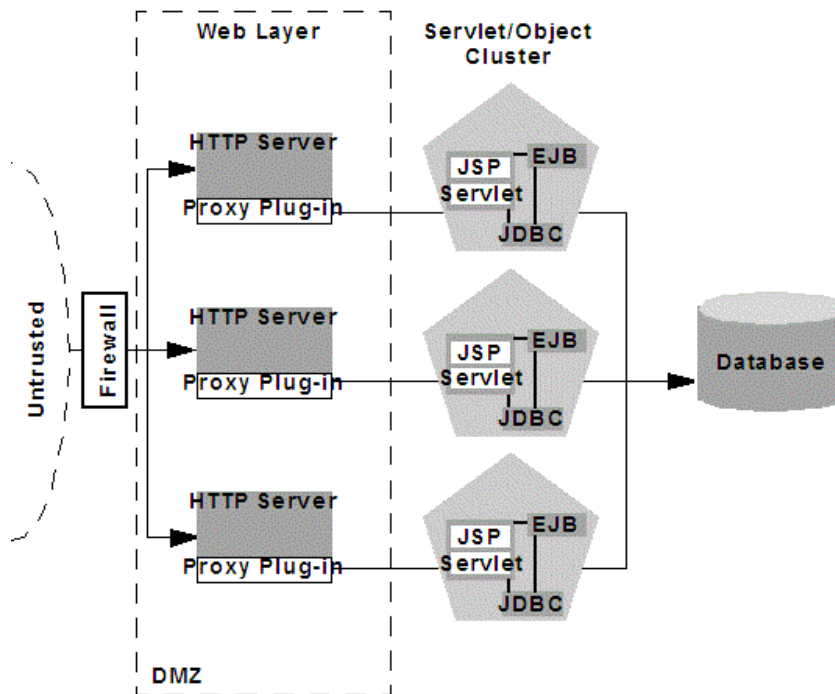 Web Layer
Servlet/Object
Cluster
HTTP Server
Proxy Plug-in
JSP
Servlet
EJB
JDBC
Untrusted
Firewall
HTTP Server
Proxy Plug-in
JSP
Servlet
EJB
JDBC
Database
HTTP Server
Proxy Plug-in
JSP
Servlet
EJB
JDBC
DMZ